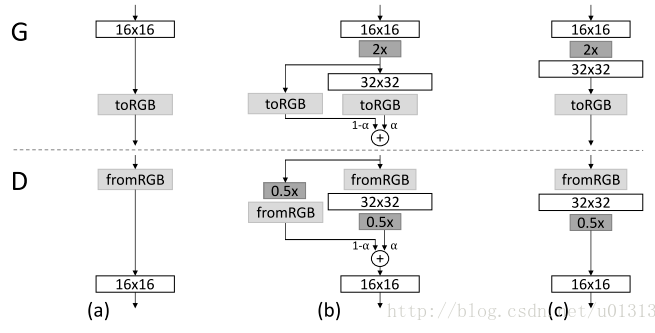 G
16x16
toRGB
16x16
2x
32x32
toRGB
toRGB
1-α
α
+
16x16
2x
32x32
toRGB
D
fromRGB
16x16
(a)
0.5x
fromRGB
fromRGB
32x32
0.5x
1-α
α
+
16x16
(b)
fromRGB
32x32
0.5x
16x16
(c)
http://blog.csdn.net/u01313